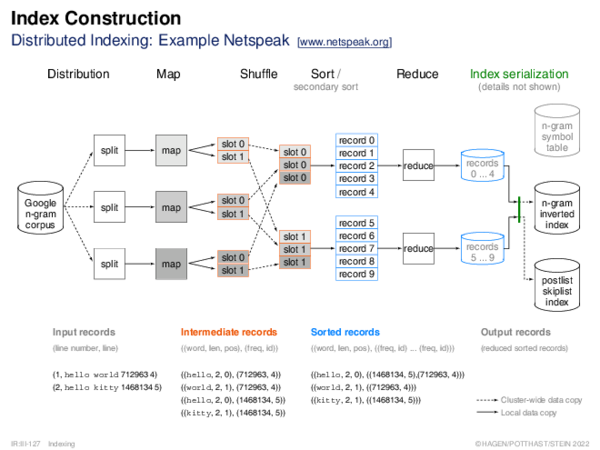 Index Construction
Distributed Indexing: Example Netspeak [www.netspeak.org]
Distribution Map Shuffle Sort / Reduce Index serialization
secondary sort (details not shown)
n-gram
symbol
table
split map slot 0
slot 1
slot 0
slot 0
slot 0
record 0
record 1
record 2
record 3
record 4
reduce records
0 ... 4
Google
n-gram
corpus
split map slot 0
slot 1
n-gram
inverted
index
split map slot 0
slot 1
slot 1
slot 1
slot 1
record 5
record 6
record 7
record 8
record 9
reduce records
5 ... 9
postlist
skiplist
index
Input records
(line number, line)
(1, hello world 712963 4)
(2, hello kitty 1468134 5)
Intermediate records
((word, len, pos), (freq, id))
((hello, 2, 0), (712963, 4))
((world, 2, 1), (712963, 4))
((hello, 2, 0), (1468134, 5))
((kitty, 2, 1), (1468134, 5))
Sorted records
((word, len, pos), ((freq, id) ... (freq, id)))
((hello, 2, 0), ((1468134, 5),(712963, 4)))
((world, 2, 1), ((712963, 4)))
((kitty, 2, 1), ((1468134, 5)))
Output records
(reduced sorted records)
Cluster-wide data copy
Local data copy
IR:III-127 Indexing ©HAGEN/POTTHAST/STEIN 2022